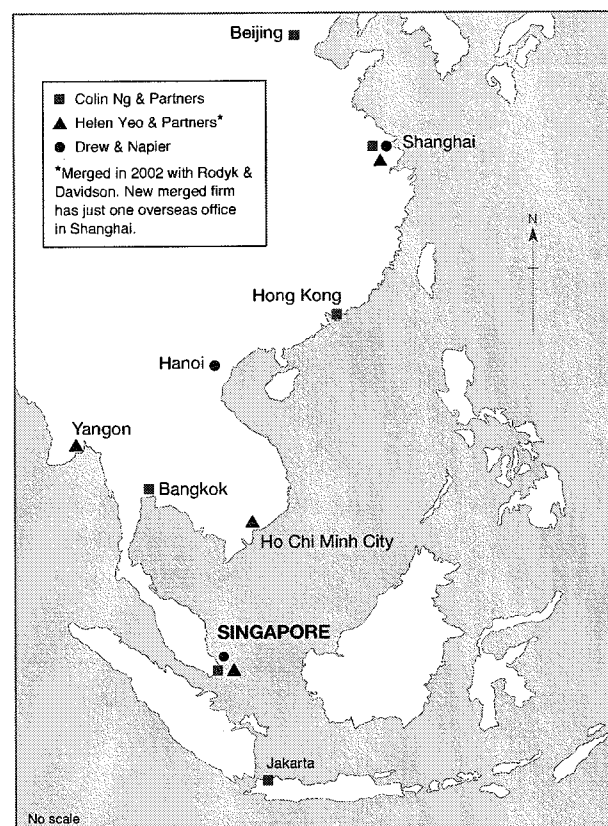 Beijing
Colin Ng & Partners
Helen Yeo & Partners*
Drew & Napier
*Merged in 2002 with Rodyk &
Davidson. New merged firm
has just one overseas office
in Shanghai.
Shanghai
N
Hong Kong
Hanoi
Yangon
Bangkok
Ho Chi Minh City
SINGAPORE
Jakarta
No scale